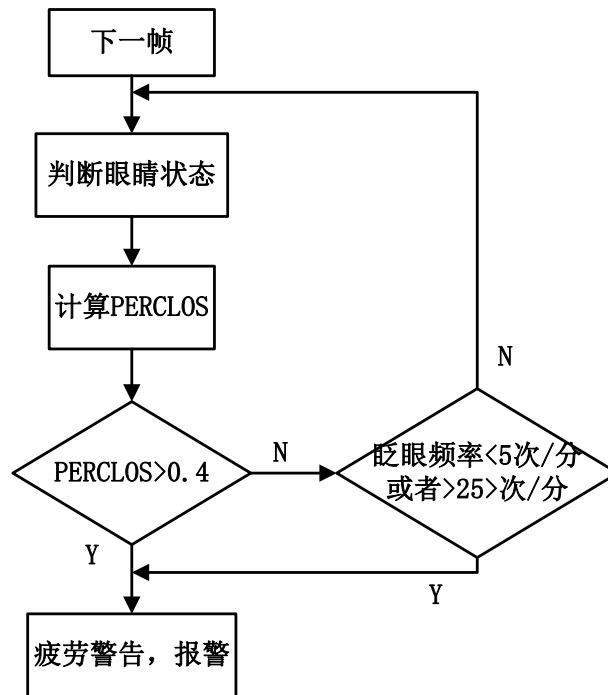 下一帧
判断眼睛状态
计算PERCLOS
N
PERCLOS>0.4
N
眨眼频率<5次/分
或者>25>次/分
Y
Y
疲劳警告，报警